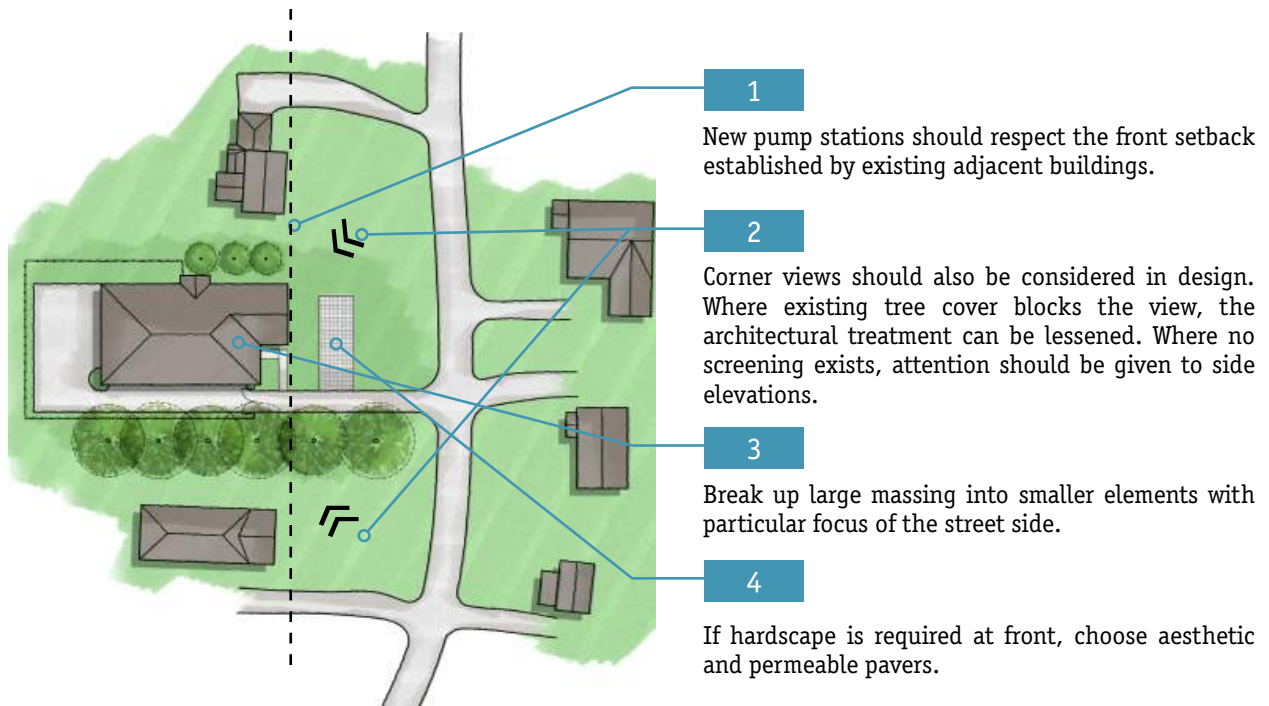 1
New pump stations should respect the front setback
established by existing adjacent buildings.
2
Corner views should also be considered in design.
Where existing tree cover blocks the view, the
architectural treatment can be lessened. Where no
screening exists, attention should be given to side
elevations.
3
Break up large massing into smaller elements with
particular focus of the street side.
4
If hardscape is required at front, choose aesthetic
and permeable pavers.